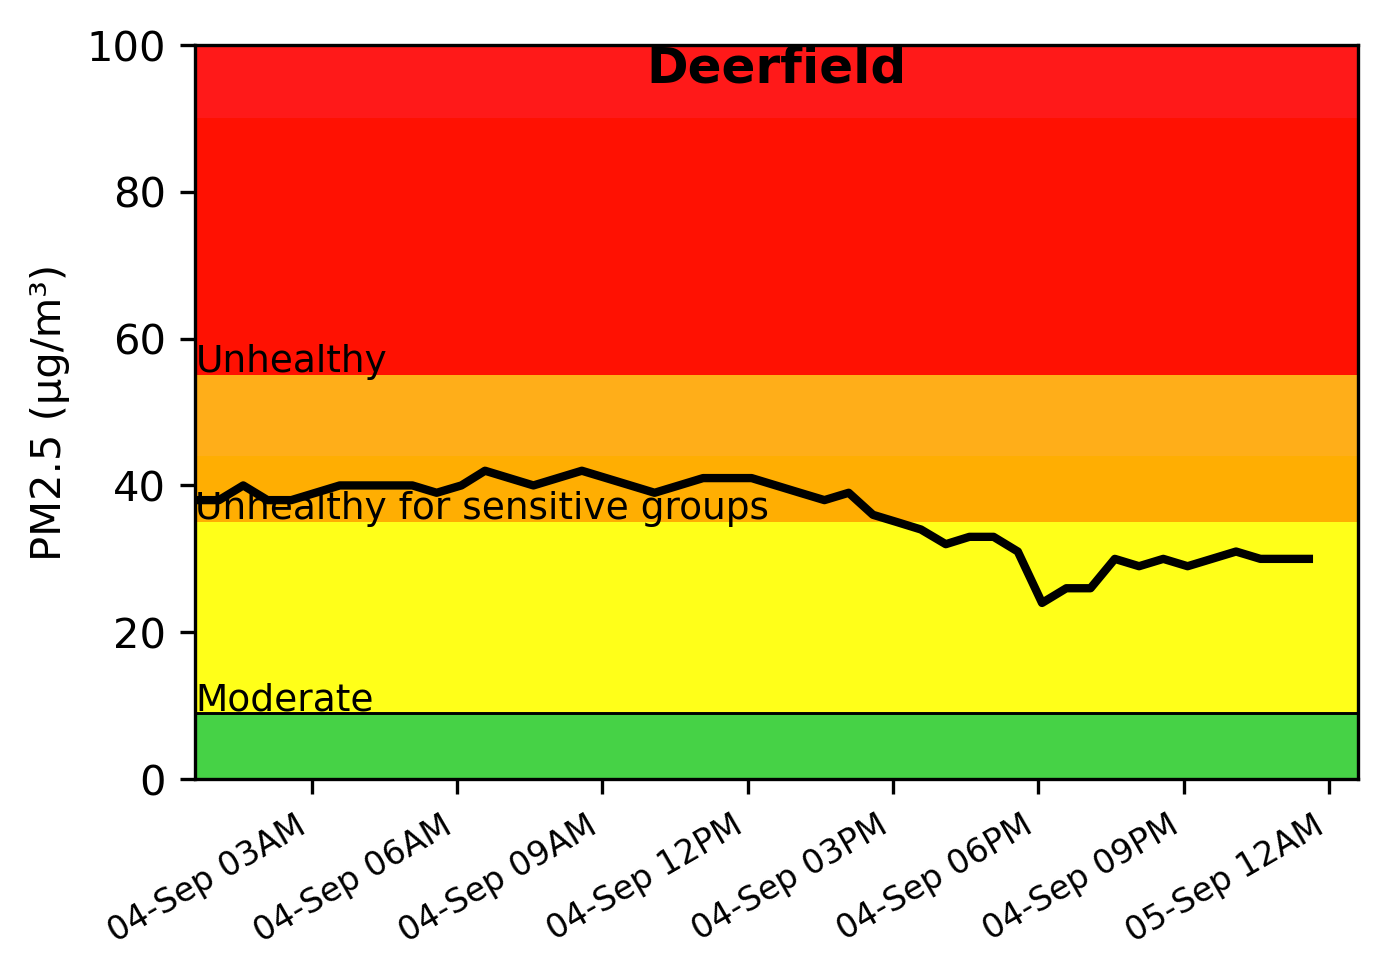 Deerfield
100
80
60
40
20
0
PM2.5 (µg/m³)
Unhealthy
Unhealthy for sensitive groups
Moderate
04-Sep 03AM
04-Sep 06AM
04-Sep 09AM
04-Sep 12PM
04-Sep 03PM
04-Sep 06PM
04-Sep 09PM
05-Sep 12AM